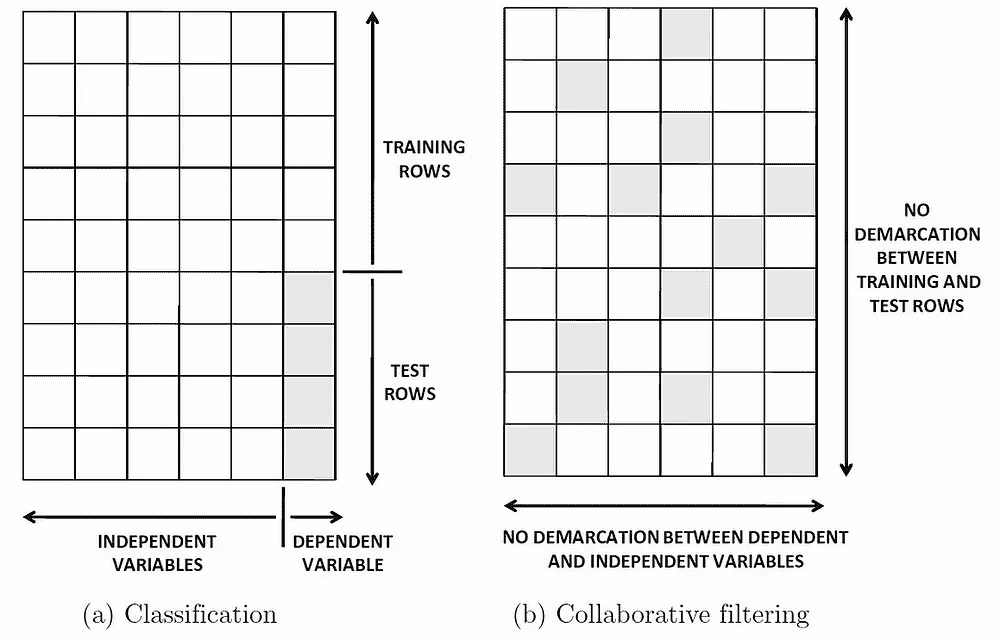 TRAINING
ROWS
TEST
ROWS
INDEPENDENT
VARIABLES
DEPENDENT
VARIABLE
(a) Classification
NO
DEMARCATION
BETWEEN
TRAINING AND
TEST ROWS
NO DEMARCATION BETWEEN DEPENDENT
AND INDEPENDENT VARIABLES
(b) Collaborative filtering